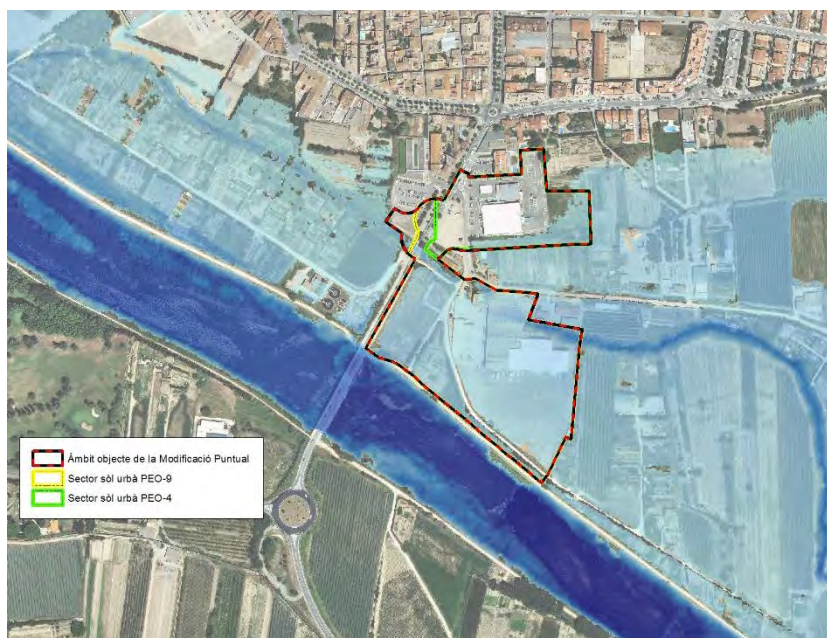 Àmbit objecte de la Modificació Puntual
Sector sòl urbà PEO-9
Sector sòl urbà PEO-4